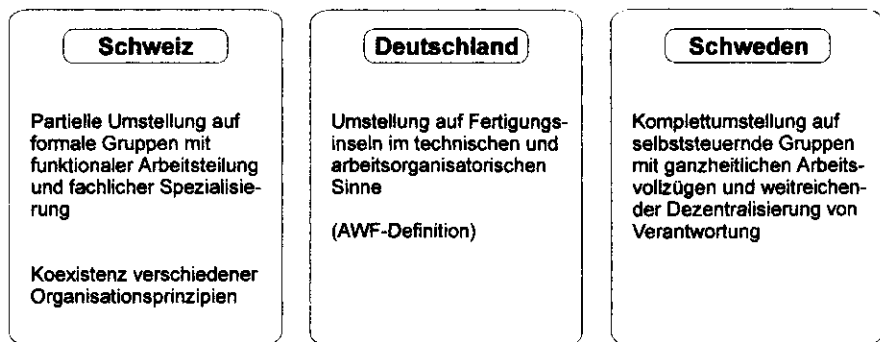 Schweiz
Partielle Umstellung auf
formale Gruppen mit
funktionaler Arbeitsteilung
und fachlicher Spezialisie-
rung
Koexistenz verschiedener
Organisationsprinzipien
Deutschland
Umstellung auf Fertigungs-
inseln im technischen und
arbeitsorganisatorischen
Sinne
(AWF-Definition)
Schweden
Komplettumstellung auf
selbststeuernde Gruppen
mit ganzheitlichen Arbeits-
vollzügen und weitreichen-
der Dezentralisierung von
Verantwortung